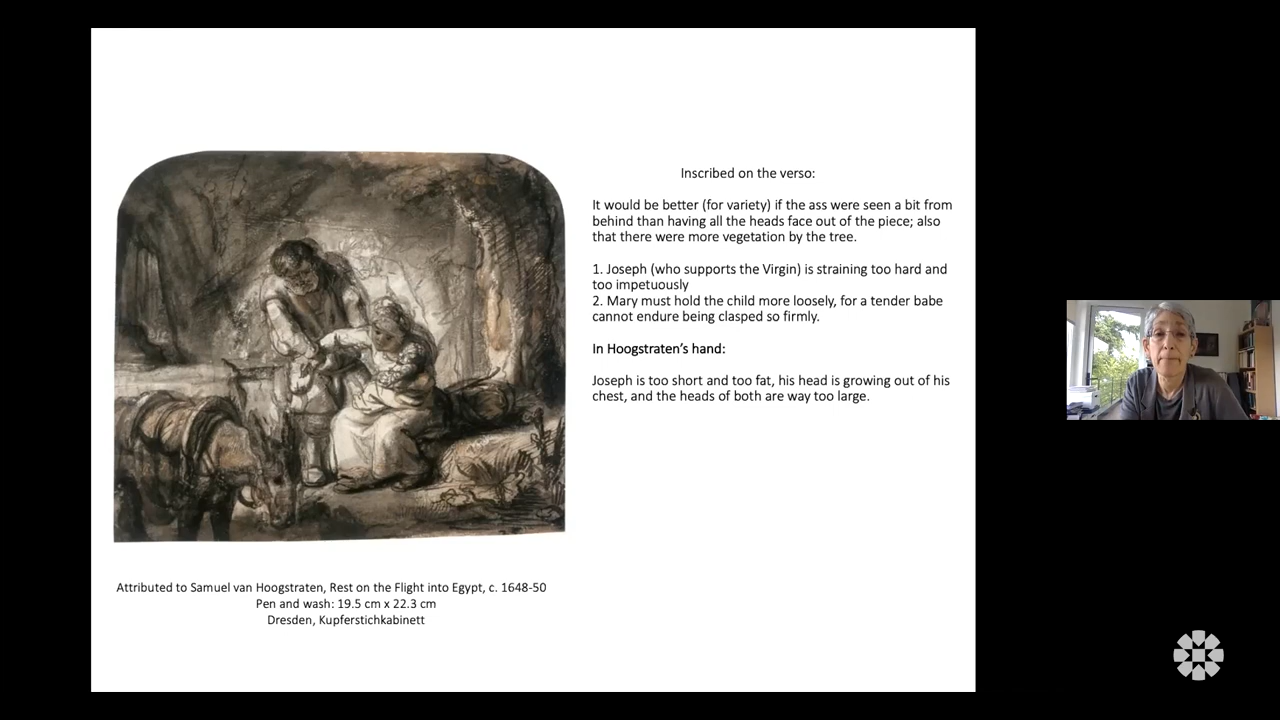 Inscribed on the verso:
It would be better (for variety) if the ass were seen a bit from
behind than having all the heads face out of the piece; also
that there were more vegetation by the tree.
1. Joseph (who supports the Virgin) is straining too hard and
too impetuously
2. Mary must hold the child more loosely, for a tender babe
cannot endure being clasped so firmly.
In Hoogstraten’s hand:
Joseph is too short and too fat, his head is growing out of his
chest, and the heads of both are way too large.
Attributed to Samuel van Hoogstraten, Rest on the Flight into Egypt, c. 1648-50
Pen and wash: 19.5 cm x 22.3 cm
Dresden, Kupferstichkabinett